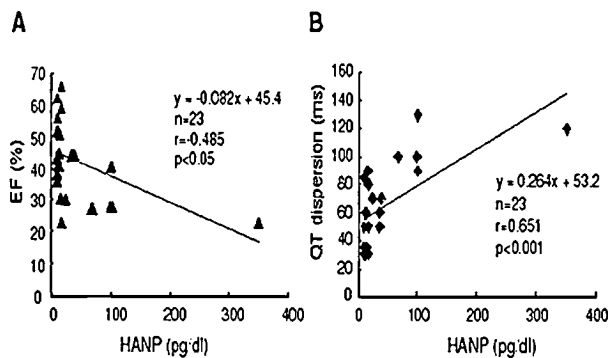 A
70
60
50
40
30
20
10
0
EF (%)
y = -0.082x + 45.4
n=23
r=-0.485
p<0.05
0 100 200 300 400
HANP (pg/dl)
B
160
140
120
100
80
60
40
20
0
QT dispersion (ms)
y = 0.264x + 53.2
n=23
r=0.651
p<0.001
0 100 200 300 400
HANP (pg/dl)